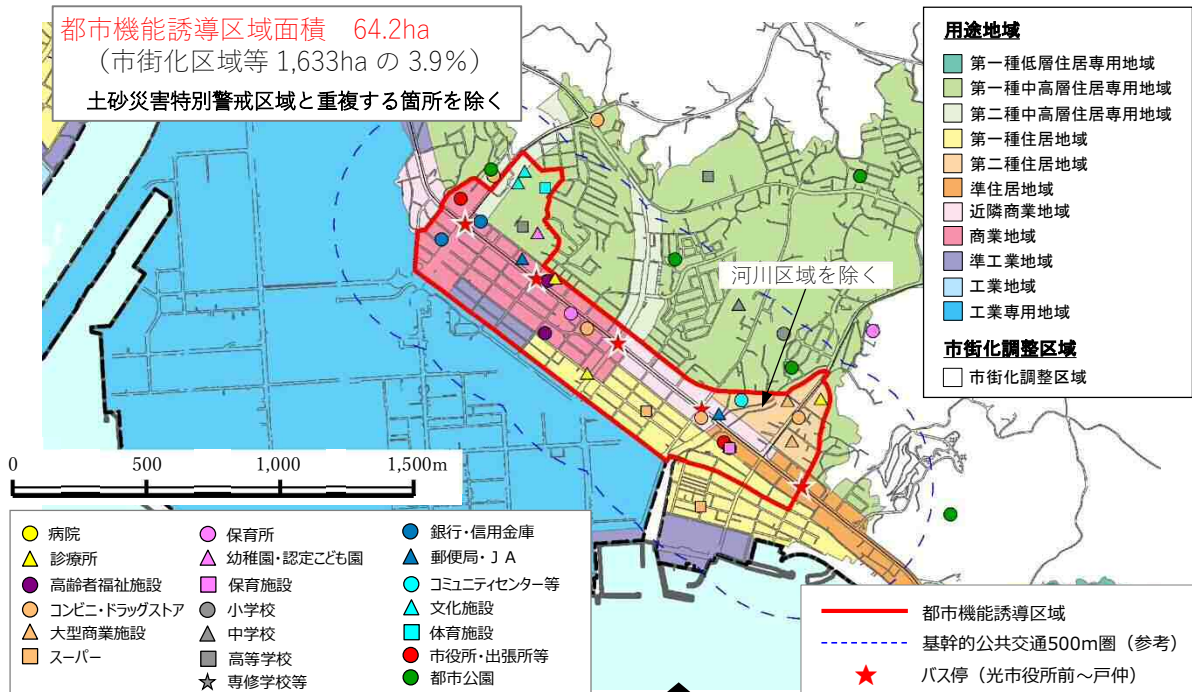 都市機能誘導区域面積 64.2ha
（市街化区域等 1,633ha の 3.9％）
土砂災害特別警戒区域と重複する箇所を除く
用途地域
第一種低層住居専用地域
第一種中高層住居専用地域
第二種中高層住居専用地域
第一種住居地域
第二種住居地域
準住居地域
近隣商業地域
商業地域
準工業地域
工業地域
工業専用地域
市街化調整区域
市街化調整区域
河川区域を除く
0 500 1,000 1,500m
病院
診療所
高齢者福祉施設
コンビニ・ドラッグストア
大型商業施設
スーパー
保育所
幼稚園・認定こども園
保育施設
小学校
中学校
高等学校
専修学校等
銀行・信用金庫
郵便局・ＪＡ
コミュニティセンター等
文化施設
体育施設
市役所・出張所等
都市公園
都市機能誘導区域
基幹的公共交通500m圏（参考）
バス停（光市役所前～戸仲）